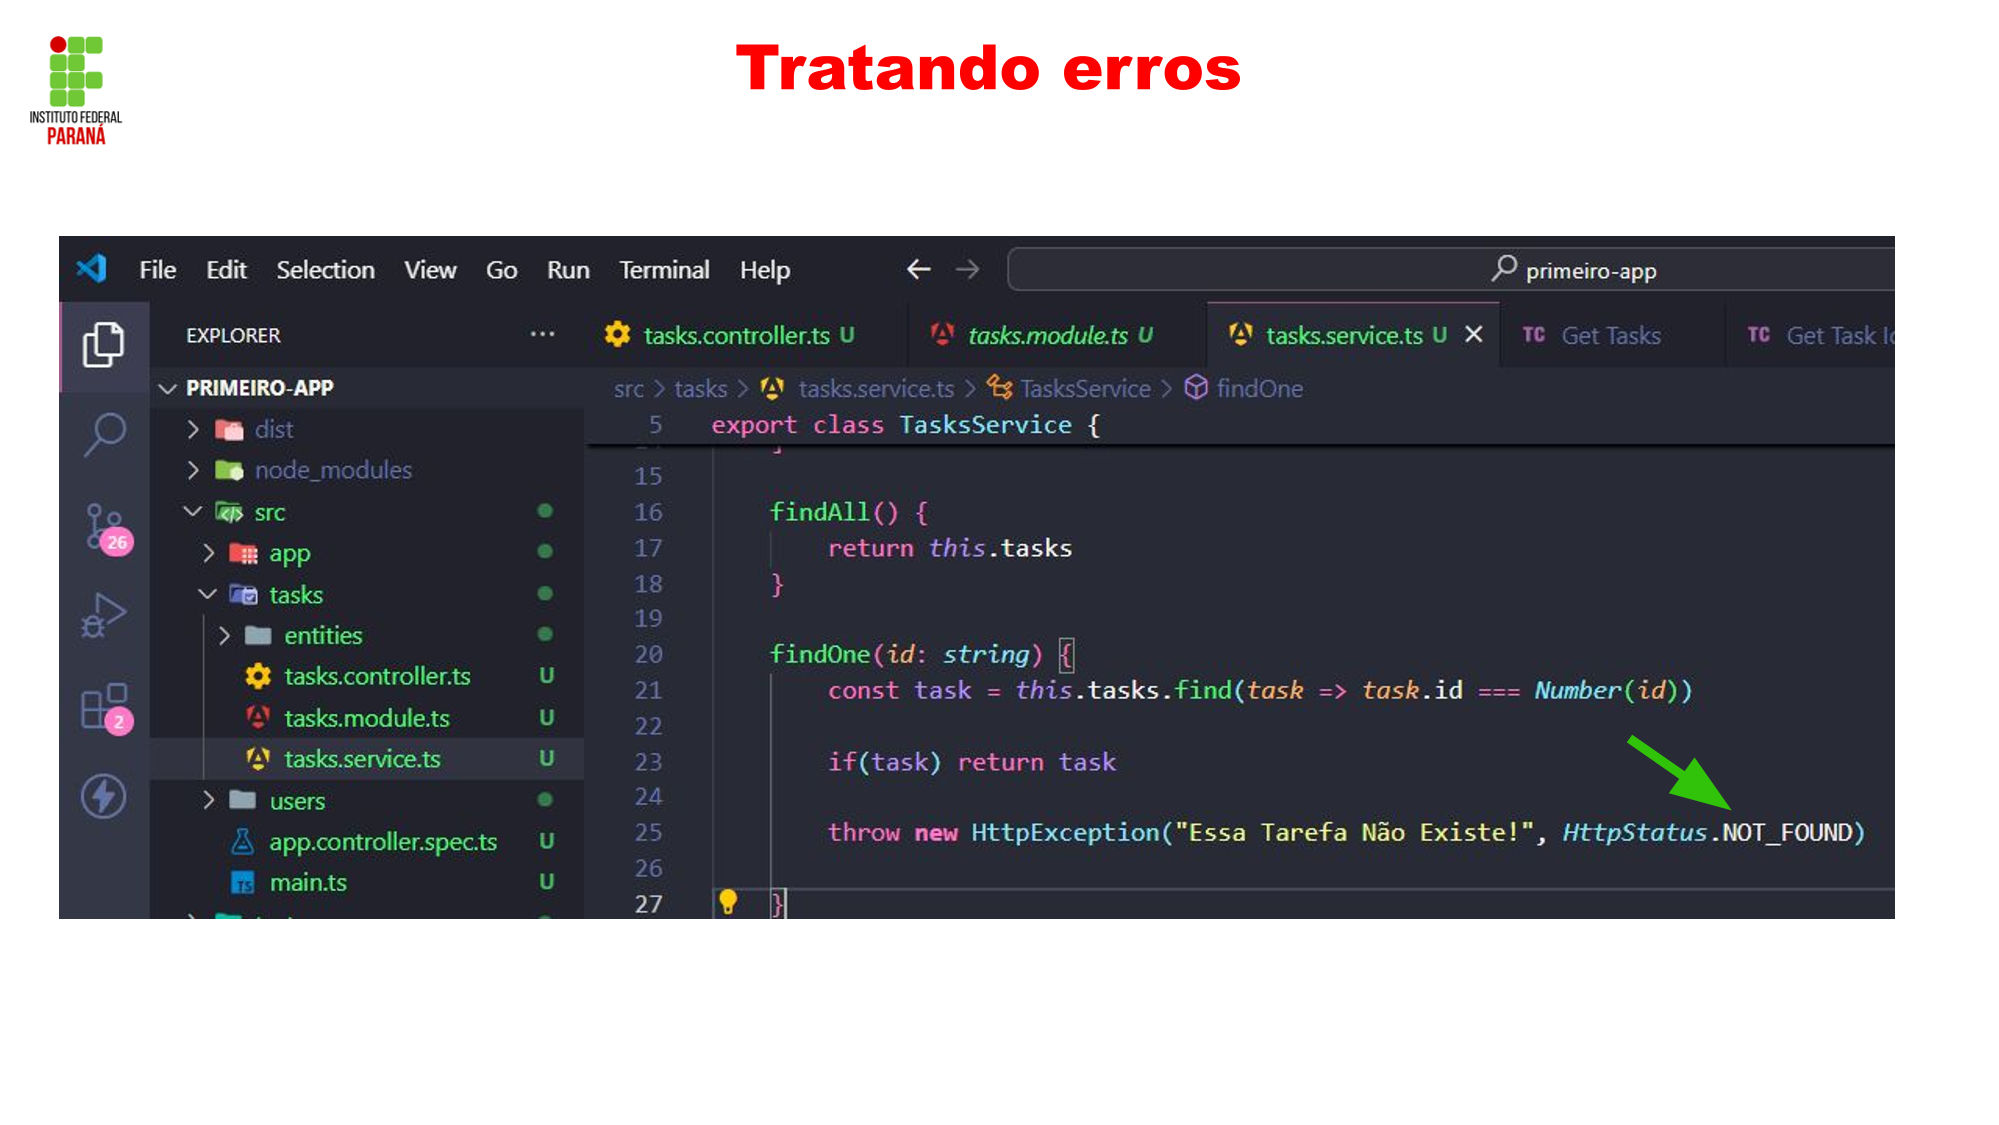 INSTITUTO FEDERAL
PARANÁ
Tratando erros
File Edit Selection View Go Run Terminal Help primeiro-app
EXPLORER
PRIMEIRO-APP
dist
node_modules
src
app
tasks
entities
tasks.controller.ts U
tasks.module.ts U
tasks.service.ts U
users
app.controller.spec.ts U
main.ts U
26
2
tasks.controller.ts U tasks.module.ts U tasks.service.ts U TC Get Tasks TC Get Task
src > tasks > tasks.service.ts > TasksService > findOne
5 export class TasksService {
15
16 findAll() {
17 return this.tasks
18 }
19
20 findOne(id: string) {
21 const task = this.tasks.find(task => task.id === Number(id))
22
23 if(task) return task
24
25 throw new HttpException("Essa Tarefa Não Existe!", HttpStatus.NOT_FOUND)
26
27 }